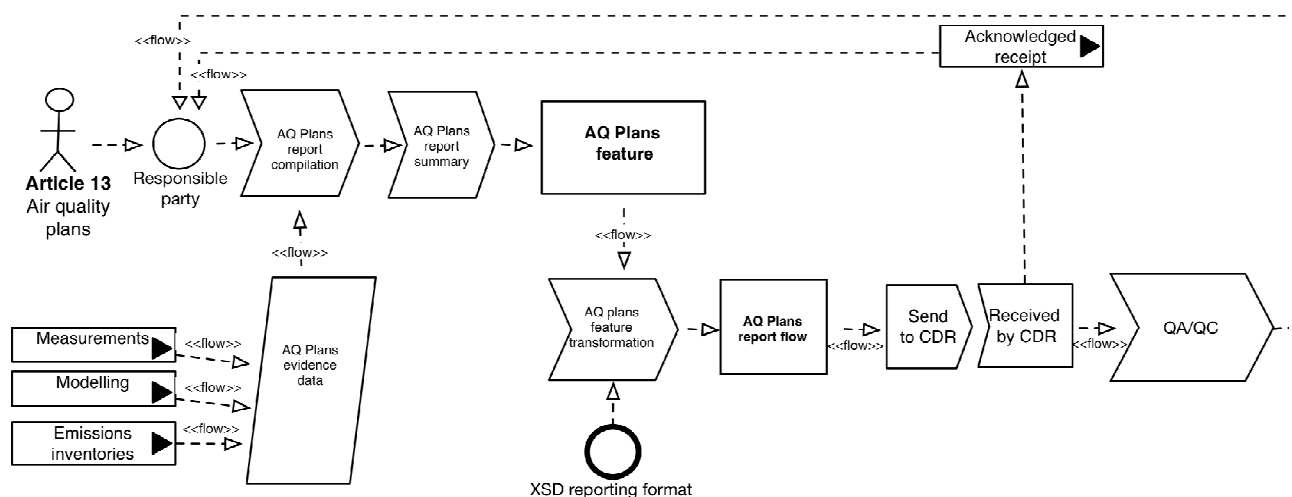 <<flow>>
<<flow>>
Acknowledged
receipt
Article 13
Air quality
plans
Responsible
party
AQ Plans
report
compilation
AQ Plans
report
summary
AQ Plans
feature
<<flow>>
<<flow>>
Measurements
<<flow>>
Modelling
<<flow>>
Emissions
inventories
<<flow>>
AQ Plans
evidence
data
AQ plans
feature
transformation
AQ Plans
report flow
<<flow>>
Send
to CDR
Received
by CDR
<<flow>>
QA/QC
XSD reporting format